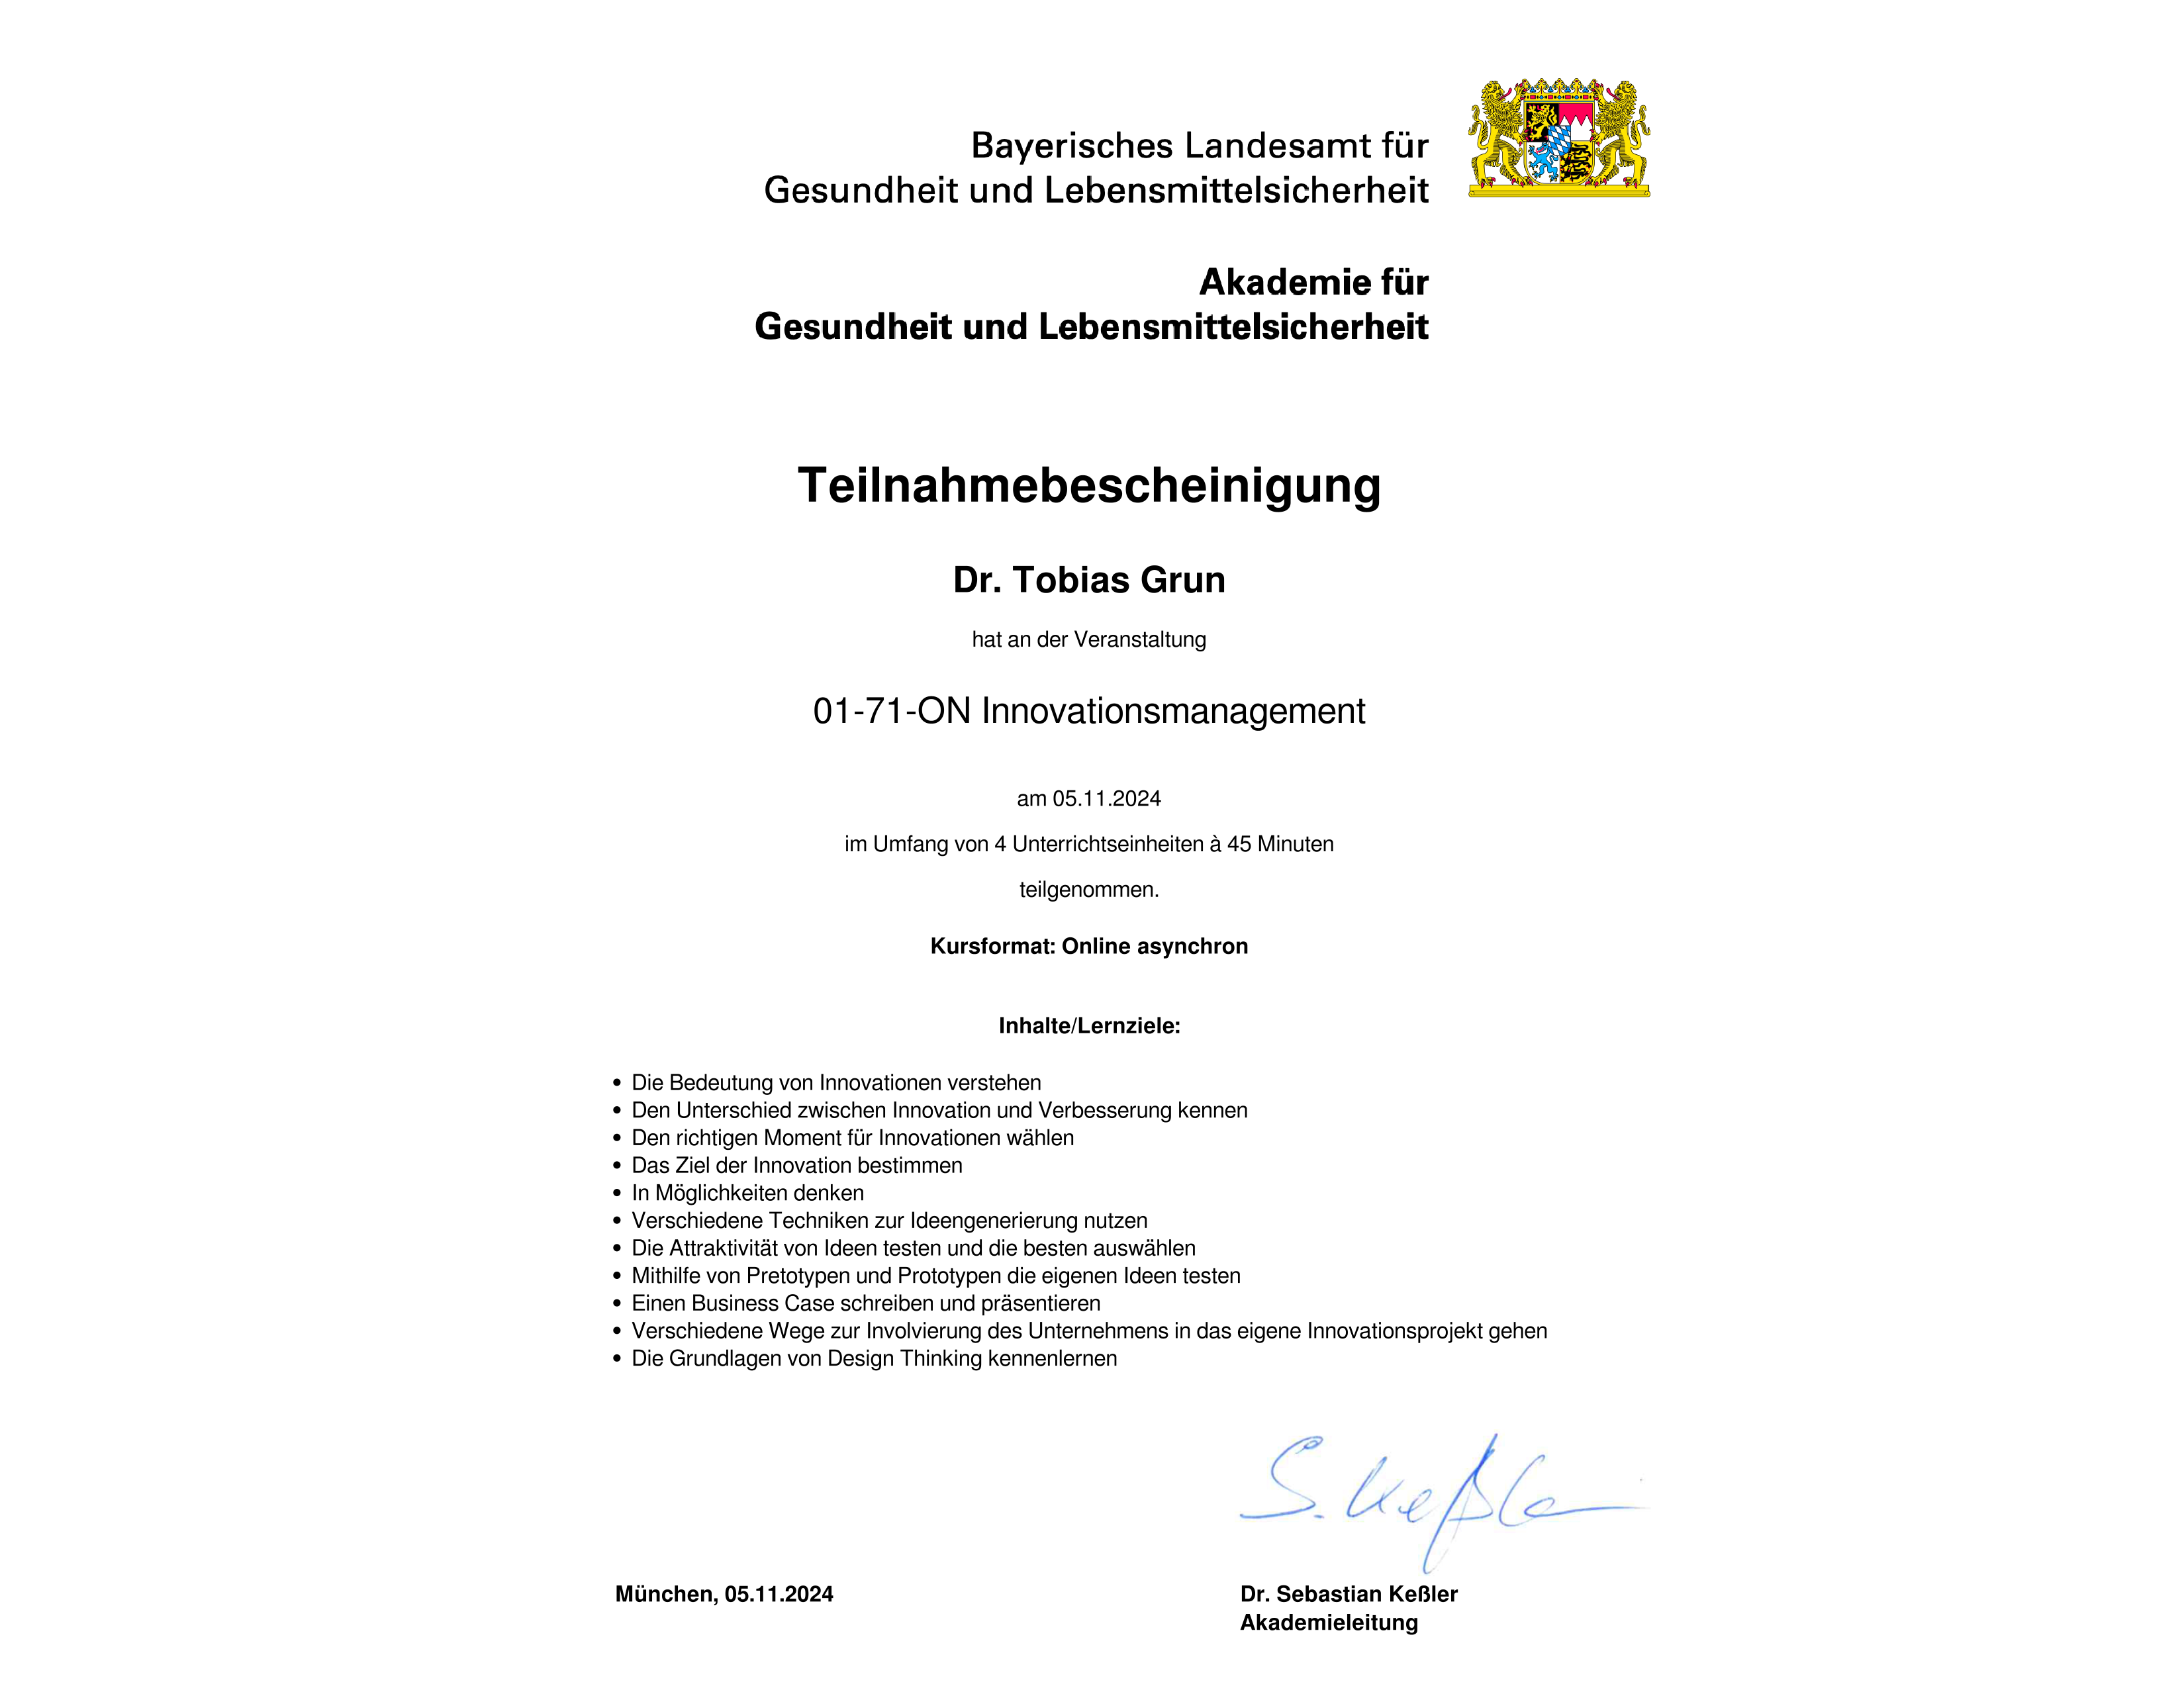 Bayerisches Landesamt für
Gesundheit und Lebensmittelsicherheit
Akademie für
Gesundheit und Lebensmittelsicherheit
Teilnahmebescheinigung
Dr. Tobias Grun
hat an der Veranstaltung
01-71-ON Innovationsmanagement
am 05.11.2024
im Umfang von 4 Unterrichtseinheiten à 45 Minuten
teilgenommen.
Kursformat: Online asynchron
Inhalte/Lernziele:
• Die Bedeutung von Innovationen verstehen
• Den Unterschied zwischen Innovation und Verbesserung kennen
• Den richtigen Moment für Innovationen wählen
• Das Ziel der Innovation bestimmen
• In Möglichkeiten denken
• Verschiedene Techniken zur Ideengenerierung nutzen
• Die Attraktivität von Ideen testen und die besten auswählen
• Mithilfe von Pretotypen und Prototypen die eigenen Ideen testen
• Einen Business Case schreiben und präsentieren
• Verschiedene Wege zur Involvierung des Unternehmens in das eigene Innovationsprojekt gehen
• Die Grundlagen von Design Thinking kennenlernen
S. Keßler
München, 05.11.2024
Dr. Sebastian Keßler
Akademieleitung